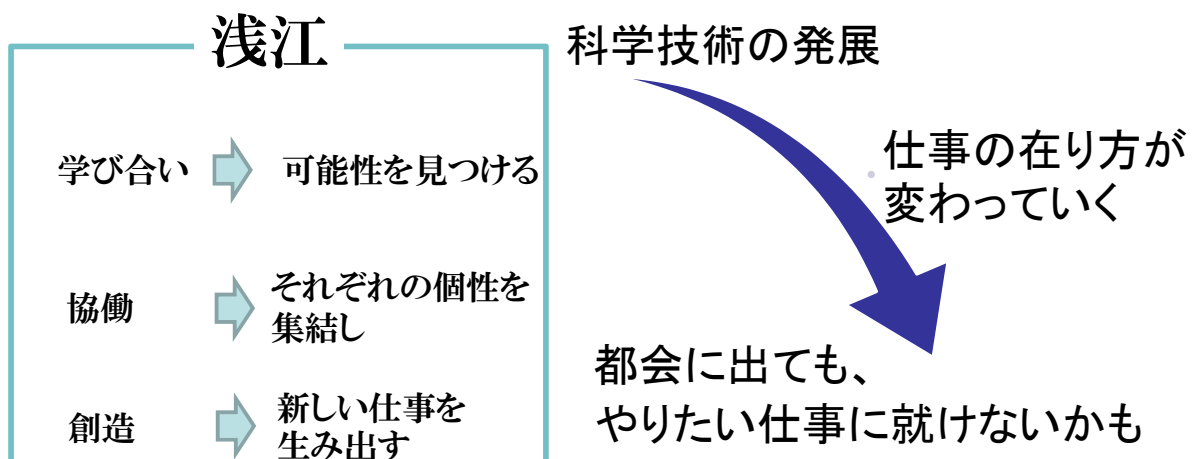 浅江
学び合い
可能性を見つける
協働
それぞれの個性を
集結し
創造
新しい仕事を
生み出す
科学技術の発展
仕事の在り方が
変わっていく
都会に出ても、
やりたい仕事に就けないかも